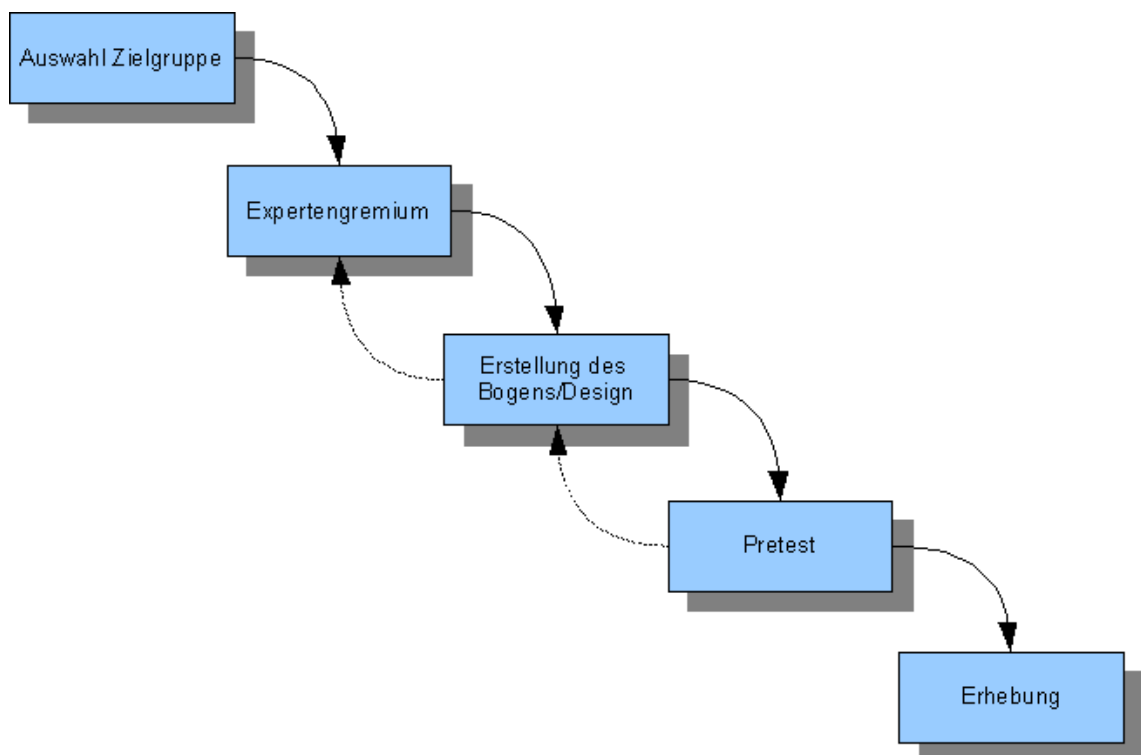 Auswahl Zielgruppe
Expertengremium
Erstellung des
Bogens/Design
Pretest
Erhebung